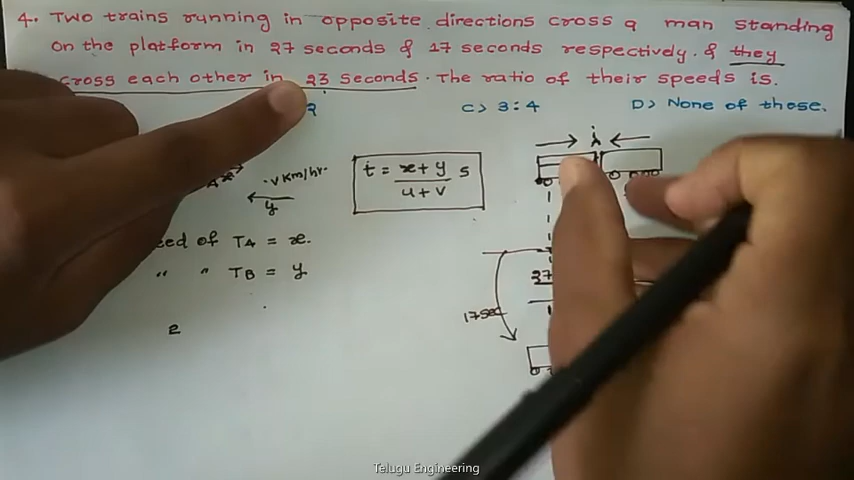 4. Two trains running in opposite directions cross a man standing
on the platform in 27 seconds & 17 seconds respectively. & they
cross each other in 23 seconds. The ratio of their speeds is.
C> 3:4 D> None of these.
V Km/hr.
y
t = x+y / u+v s
of TA = x.
" " TB = y
27
17sec
Telugu Engineering